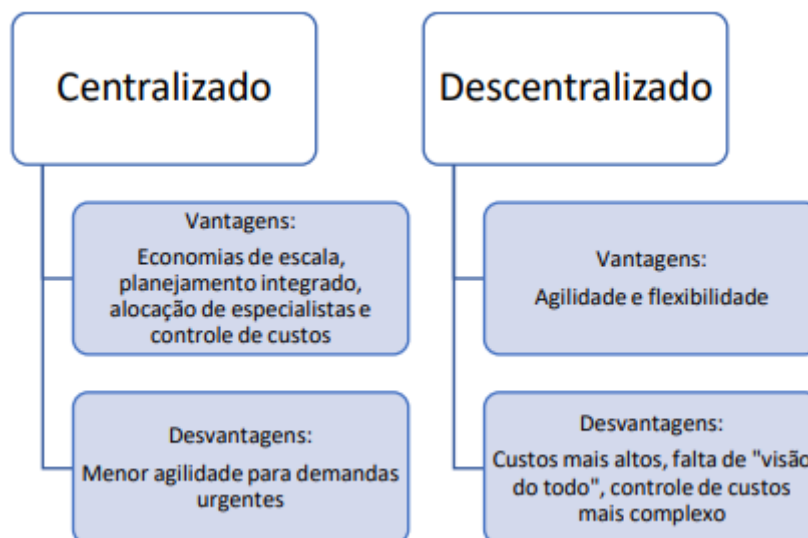 Centralizado
Vantagens:
Economias de escala,
planejamento integrado,
alocação de especialistas e
controle de custos
Desvantagens:
Menor agilidade para demandas
urgentes
Descentralizado
Vantagens:
Agilidade e flexibilidade
Desvantagens:
Custos mais altos, falta de "visão
do todo", controle de custos
mais complexo